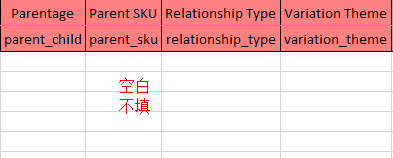 Parentage Parent SKU Relationship Type Variation Theme
parent_child parent_sku relationship_type variation_theme
空白
不填